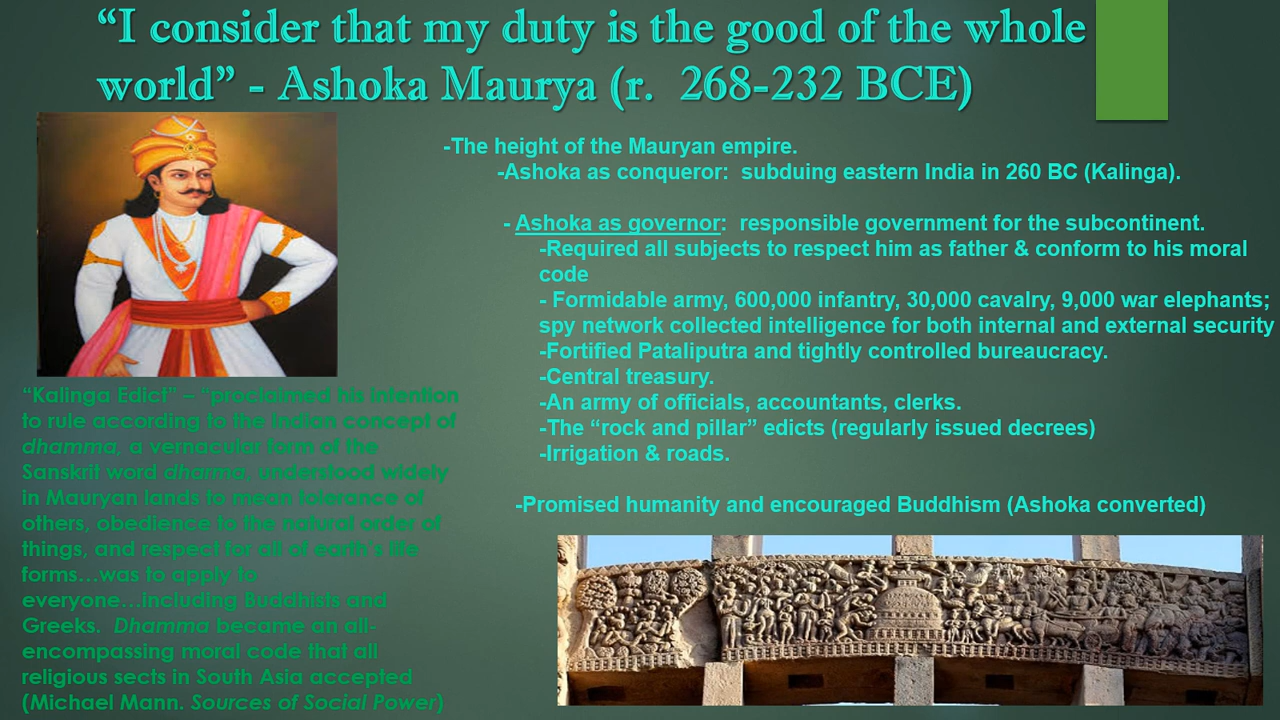 “I consider that my duty is the good of the whole
world” - Ashoka Maurya (r.  268-232 BCE)
-The height of the Mauryan empire.
-Ashoka as conqueror:  subduing eastern India in 260 BC (Kalinga).
- Ashoka as governor:  responsible government for the subcontinent.
-Required all subjects to respect him as father & conform to his moral
code
- Formidable army, 600,000 infantry, 30,000 cavalry, 9,000 war elephants;
spy network collected intelligence for both internal and external security
-Fortified Pataliputra and tightly controlled bureaucracy.
-Central treasury.
-An army of officials, accountants, clerks.
-The “rock and pillar” edicts (regularly issued decrees)
-Irrigation & roads.
-Promised humanity and encouraged Buddhism (Ashoka converted)
“Kalinga Edict” – “proclaimed his intention
to rule according to the Indian concept of
dhamma, a vernacular form of the
Sanskrit word dharma, understood widely
in Mauryan lands to mean tolerance of
others, obedience to the natural order of
things, and respect for all of earth’s life
forms…was to apply to
everyone…including Buddhists and
Greeks.  Dhamma became an all-
encompassing moral code that all
religious sects in South Asia accepted
(Michael Mann. Sources of Social Power)